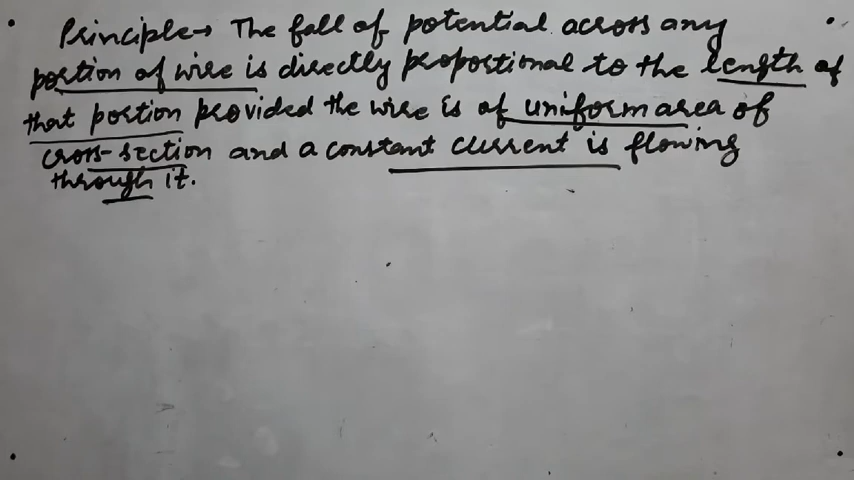 Principle→ The fall of potential across any
portion of wire is directly proportional to the length of
that portion provided the wire is of uniform area of
cross-section and a constant current is flowing
through it.